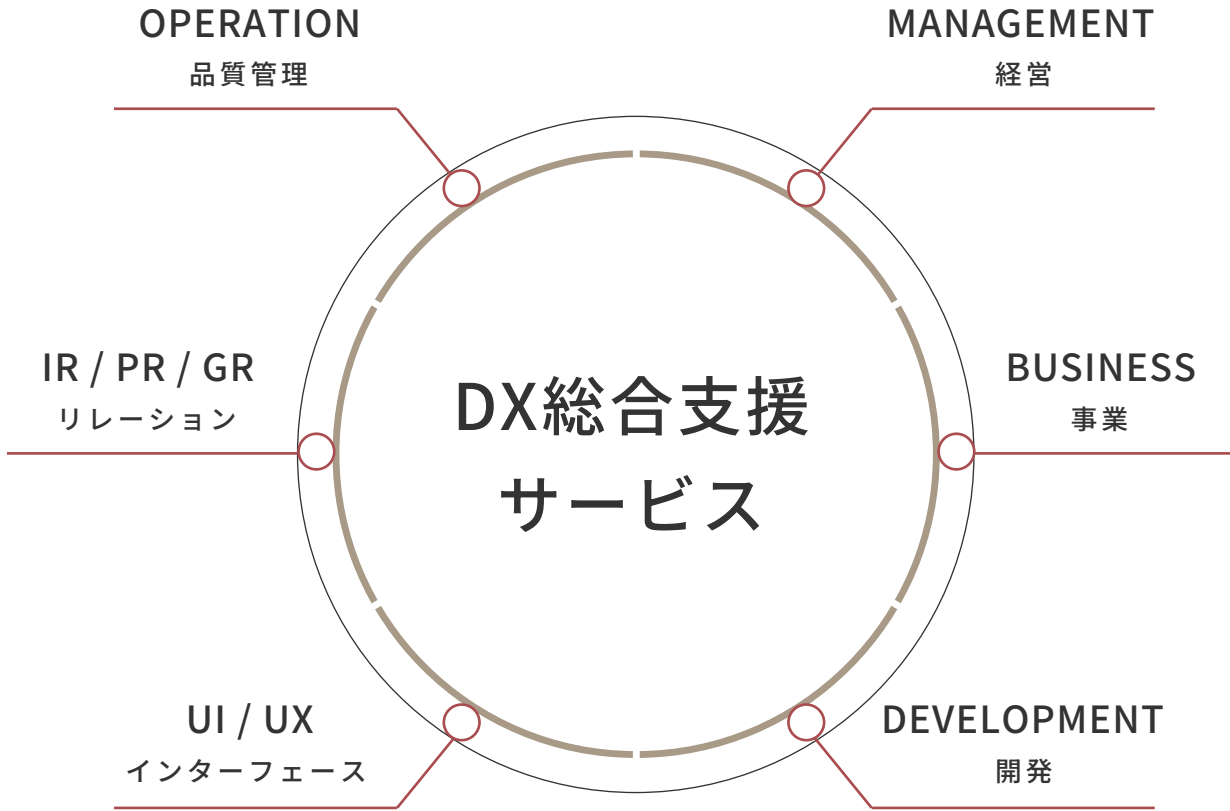 OPERATION
品質管理
MANAGEMENT
経営
IR / PR / GR
リレーション
DX総合支援
サービス
BUSINESS
事業
UI / UX
インターフェース
DEVELOPMENT
開発